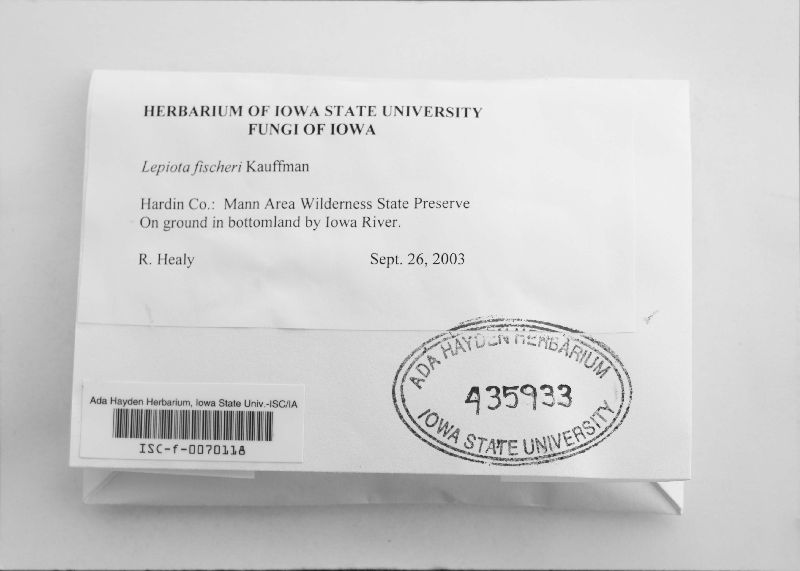 HERBARIUM OF IOWA STATE UNIVERSITY
FUNGI OF IOWA
Lepiota fischeri Kauffman
Hardin Co.: Mann Area Wilderness State Preserve
On ground in bottomland by Iowa River.
R. Healy Sept. 26, 2003
ADA HAYDEN HERBARIUM
435933
IOWA STATE UNIVERSITY
Ada Hayden Herbarium, Iowa State Univ.-ISC/IA
ISC-f-0070118